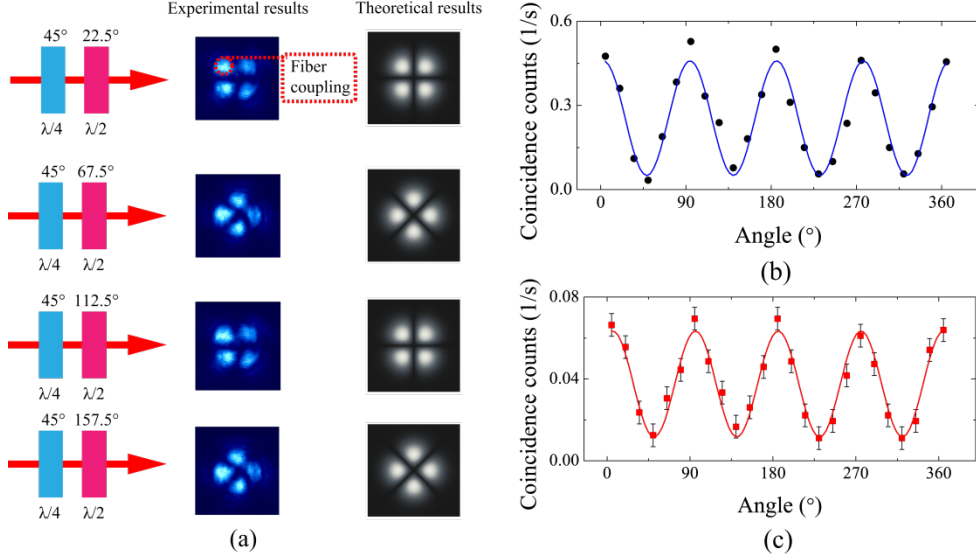 Experimental results Theoretical results
45° 22.5°
Fiber
coupling
λ/4 λ/2
45° 67.5°
λ/4 λ/2
45° 112.5°
λ/4 λ/2
45° 157.5°
λ/4 λ/2
(a)
Coincidence counts (1/s)
0.6
0.3
0.0
0 90 180 270 360
Angle (°)
(b)
Coincidence counts (1/s)
0.08
0.04
0.00
0 90 180 270 360
Angle (°)
(c)